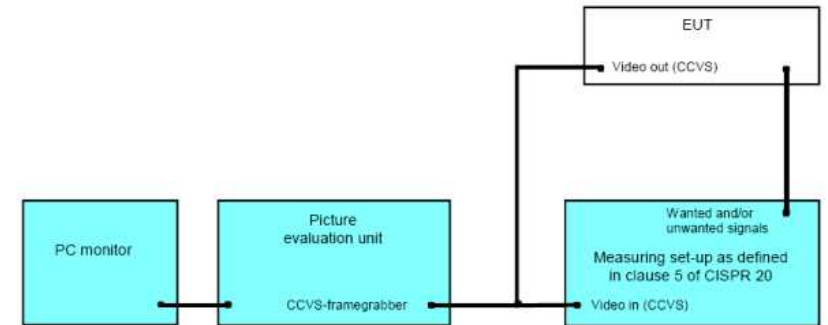 EUT
Video out (CCVS)
PC monitor
Picture
evaluation unit
CCVS-framegrabber
Wanted and/or
unwanted signals
Measuring set-up as defined
in clause 5 of CISPR 20
Video in (CCVS)